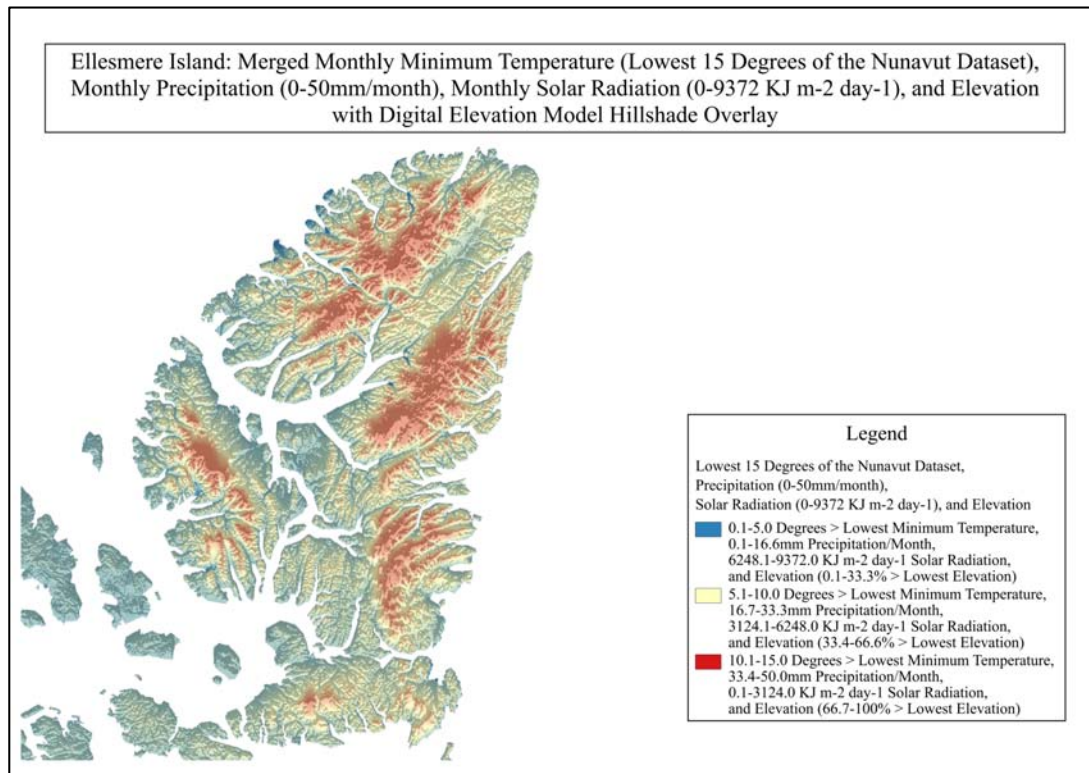 Ellesmere Island: Merged Monthly Minimum Temperature (Lowest 15 Degrees of the Nunavut Dataset),
Monthly Precipitation (0-50mm/month), Monthly Solar Radiation (0-9372 KJ m-2 day-1), and Elevation
with Digital Elevation Model Hillshade Overlay
Legend
Lowest 15 Degrees of the Nunavut Dataset,
Precipitation (0-50mm/month),
Solar Radiation (0-9372 KJ m-2 day-1), and Elevation
0.1-5.0 Degrees > Lowest Minimum Temperature,
0.1-16.6mm Precipitation/Month,
6248.1-9372.0 KJ m-2 day-1 Solar Radiation,
and Elevation (0.1-33.3% > Lowest Elevation)
5.1-10.0 Degrees > Lowest Minimum Temperature,
16.7-33.3mm Precipitation/Month,
3124.1-6248.0 KJ m-2 day-1 Solar Radiation,
and Elevation (33.4-66.6% > Lowest Elevation)
10.1-15.0 Degrees > Lowest Minimum Temperature,
33.4-50.0mm Precipitation/Month,
0.1-3124.0 KJ m-2 day-1 Solar Radiation,
and Elevation (66.7-100% > Lowest Elevation)